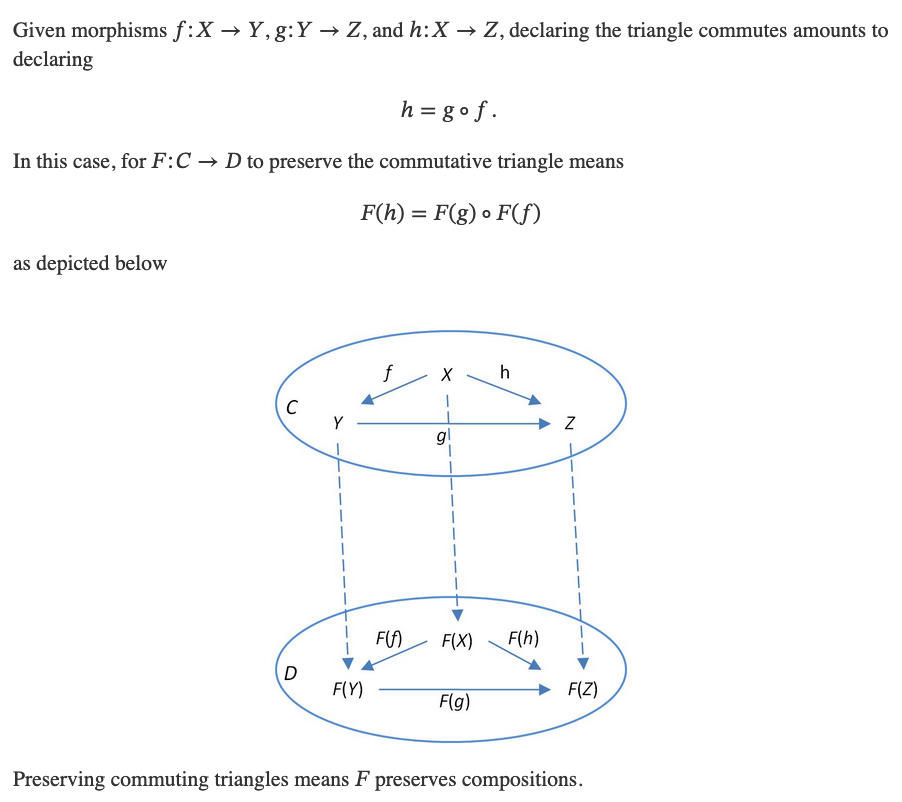 Given morphisms f:X → Y, g:Y → Z, and h:X → Z, declaring the triangle commutes amounts to
declaring
h = g∘f.
In this case, for F:C → D to preserve the commutative triangle means
F(h) = F(g)∘F(f)
as depicted below
f X h
C
Y Z
g
F(f) F(X) F(h)
D
F(Y) F(Z)
F(g)
Preserving commuting triangles means F preserves compositions.